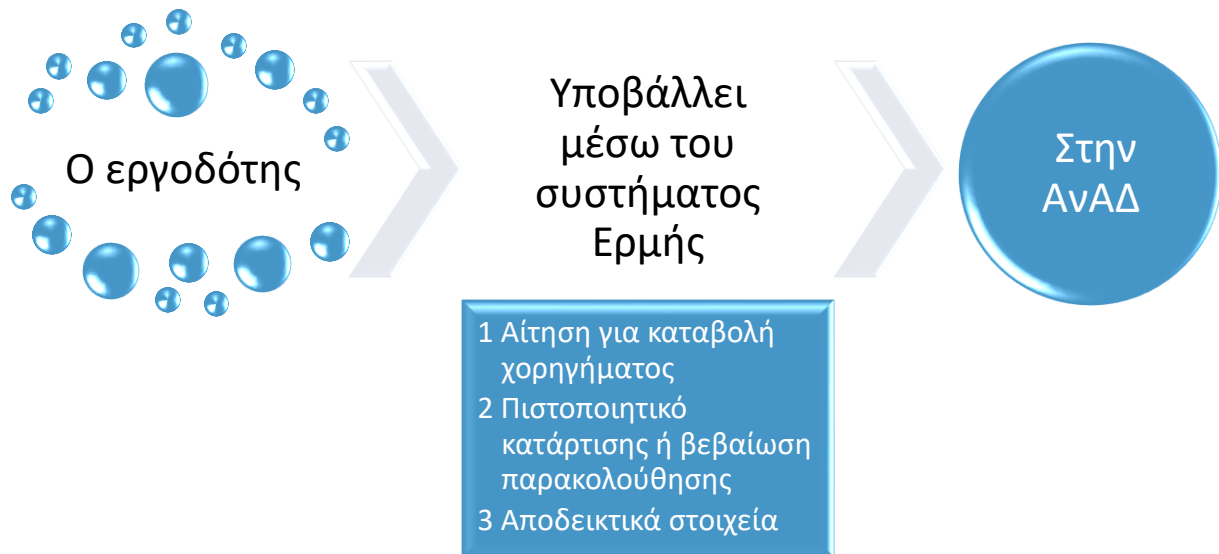 Ο εργοδότης
Υποβάλλει
μέσω του
συστήματος
Ερμής
1 Αίτηση για καταβολή
χορηγήματος
2 Πιστοποιητικό
κατάρτισης ή βεβαίωση
παρακολούθησης
3 Αποδεικτικά στοιχεία
Στην
ΑνΑΔ